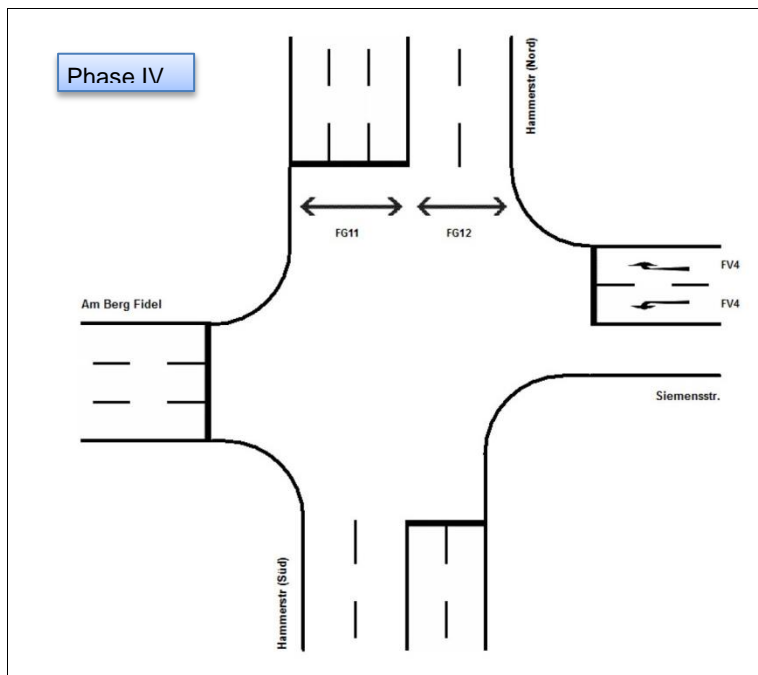 Phase IV
Hammerstr (Nord)
FG11
FG12
FV4
FV4
Am Berg Fidel
Siemensstr.
Hammerstr (Süd)